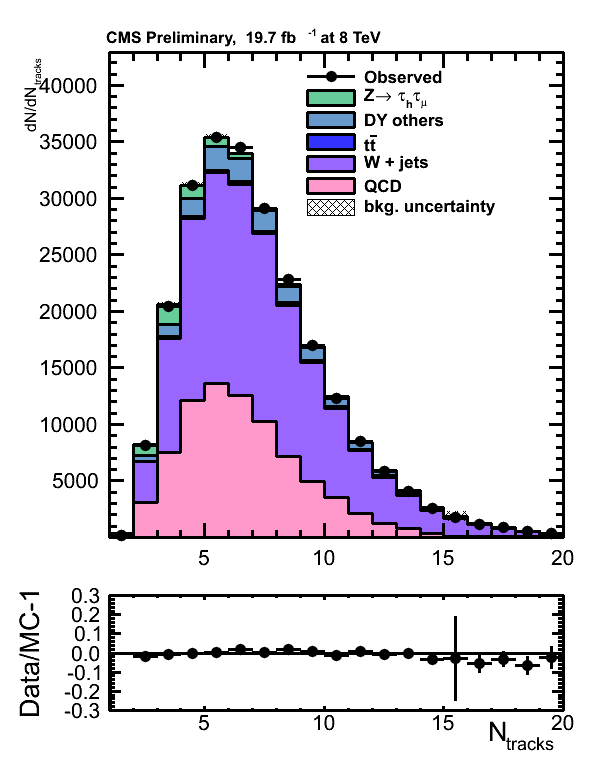 CMS Preliminary, 19.7 fb⁻¹ at 8 TeV
dN/dN_tracks
40000
35000
30000
25000
20000
15000
10000
5000
Observed
Z→ τ_hτ_μ
DY others
tt̄
W + jets
QCD
bkg. uncertainty
5 10 15 20
Data/MC-1
0.3
0.2
0.1
0.0
-0.1
-0.2
-0.3
5 10 15 20
N_tracks